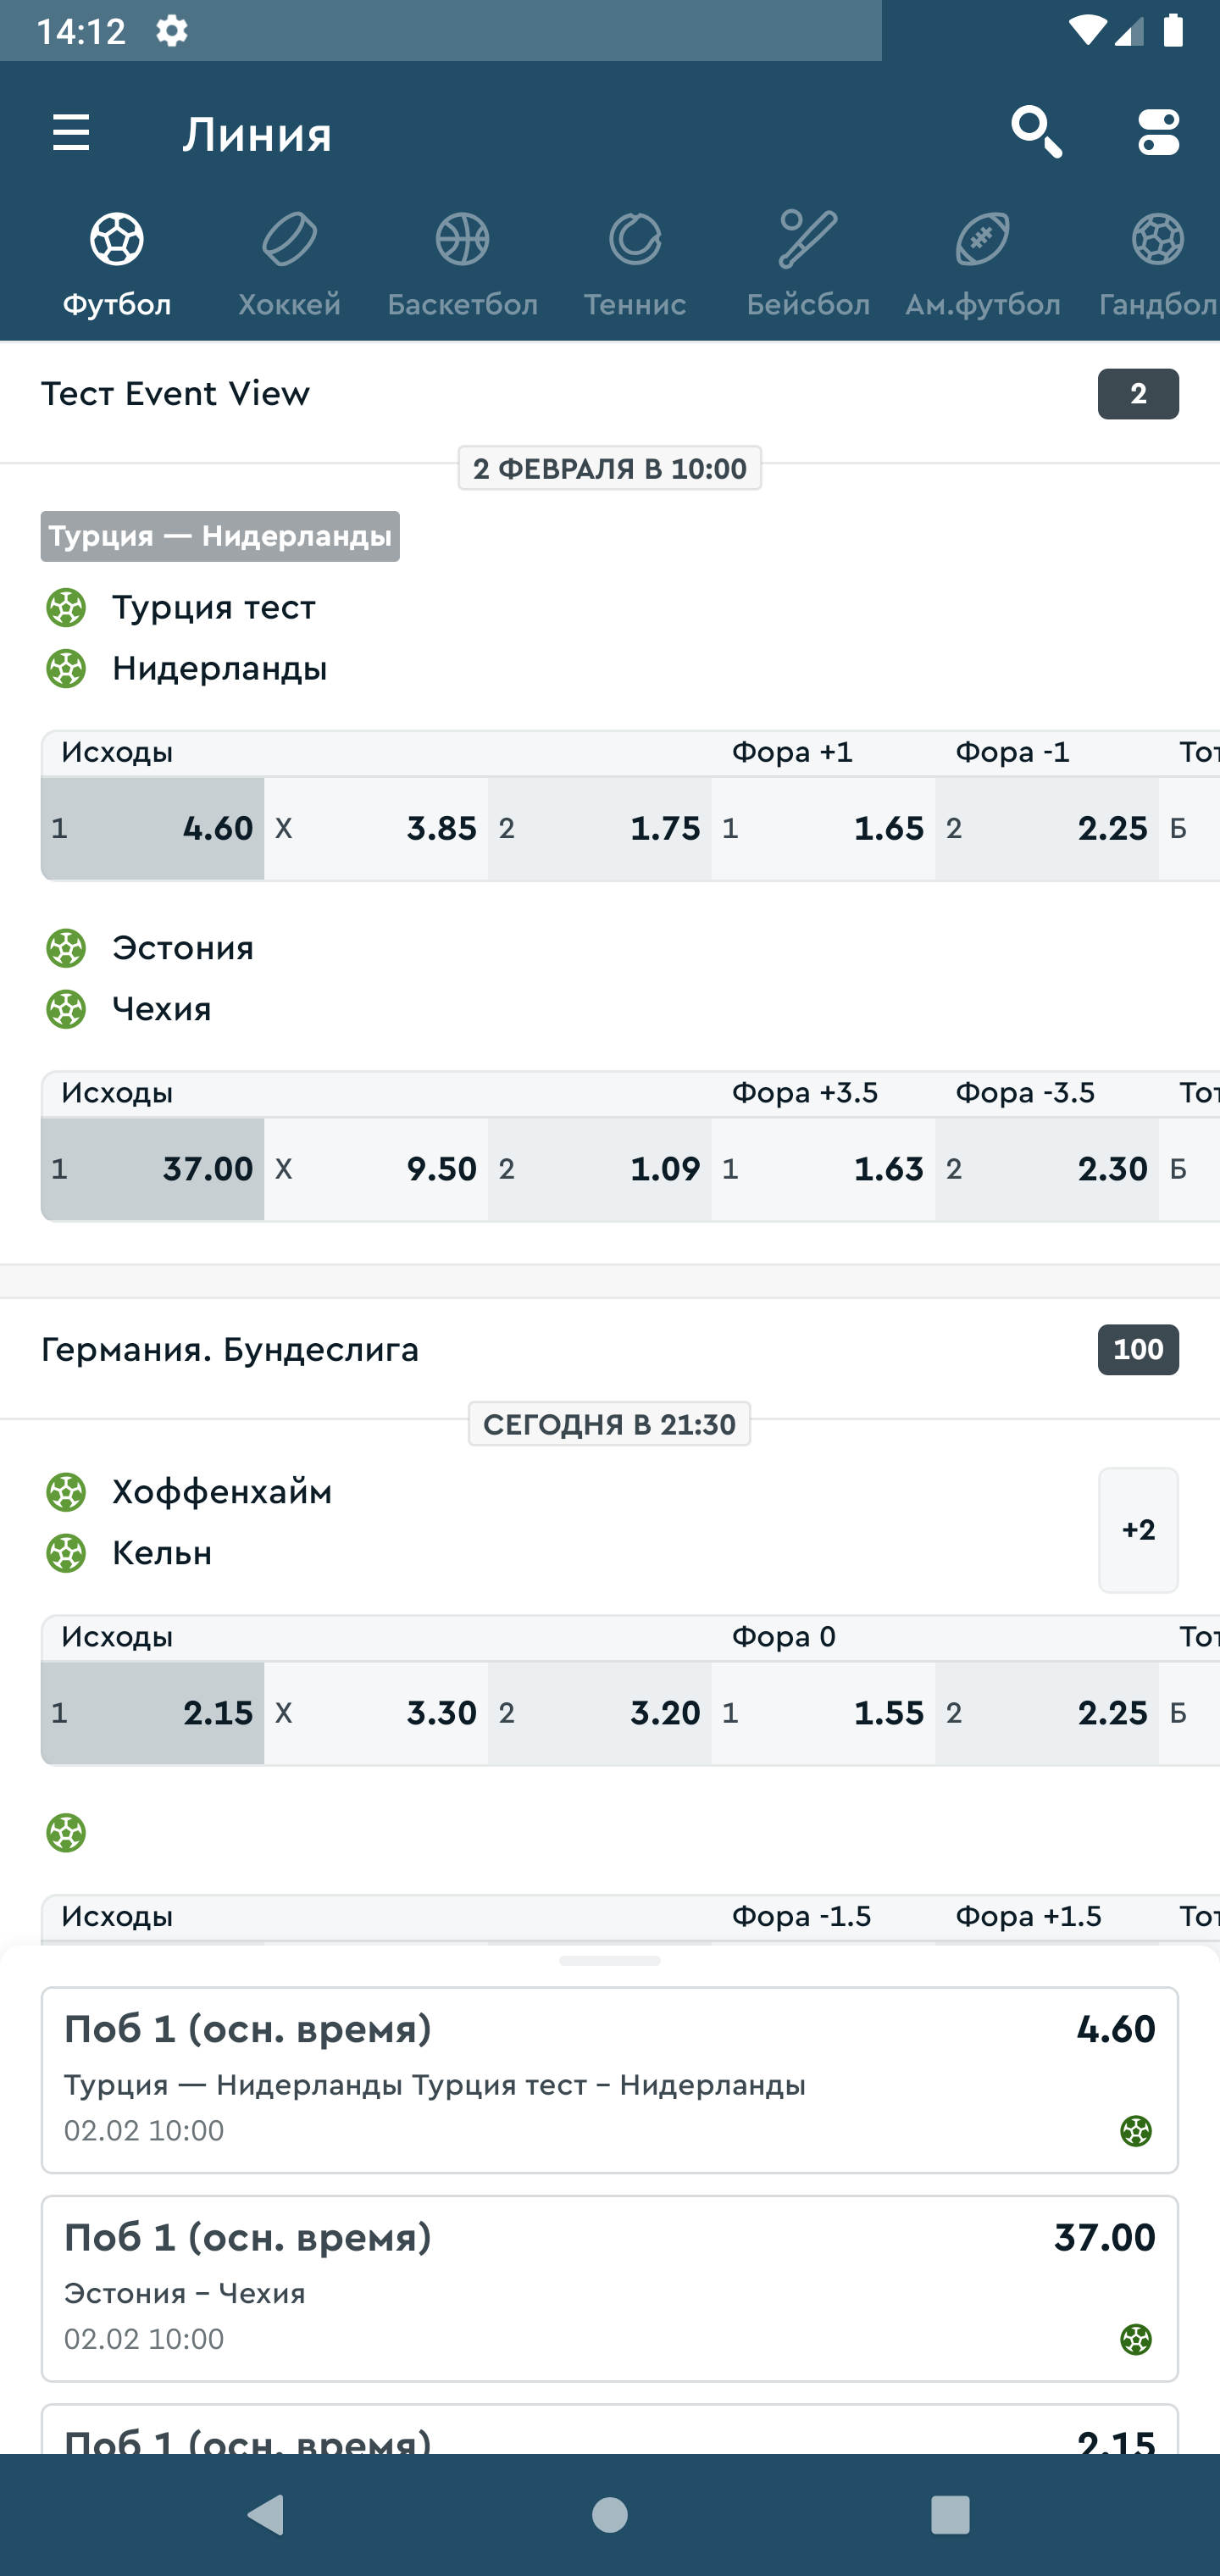 14:12
Линия
Футбол Хоккей Баскетбол Теннис Бейсбол Ам.футбол Гандбол
Тест Event View 2
2 ФЕВРАЛЯ В 10:00
Турция — Нидерланды
Турция тест
Нидерланды
Исходы Фора +1 Фора -1 Тот
1 4.60 X 3.85 2 1.75 1 1.65 2 2.25 Б
Эстония
Чехия
Исходы Фора +3.5 Фора -3.5 Тот
1 37.00 X 9.50 2 1.09 1 1.63 2 2.30 Б
Германия. Бундеслига 100
СЕГОДНЯ В 21:30
Хоффенхайм
+2
Кельн
Исходы Фора 0 Тот
1 2.15 X 3.30 2 3.20 1 1.55 2 2.25 Б
Исходы Фора -1.5 Фора +1.5 Тот
Поб 1 (осн. время) 4.60
Турция — Нидерланды Турция тест – Нидерланды
02.02 10:00
Поб 1 (осн. время) 37.00
Эстония – Чехия
02.02 10:00
Поб 1 (осн. время) 2.15